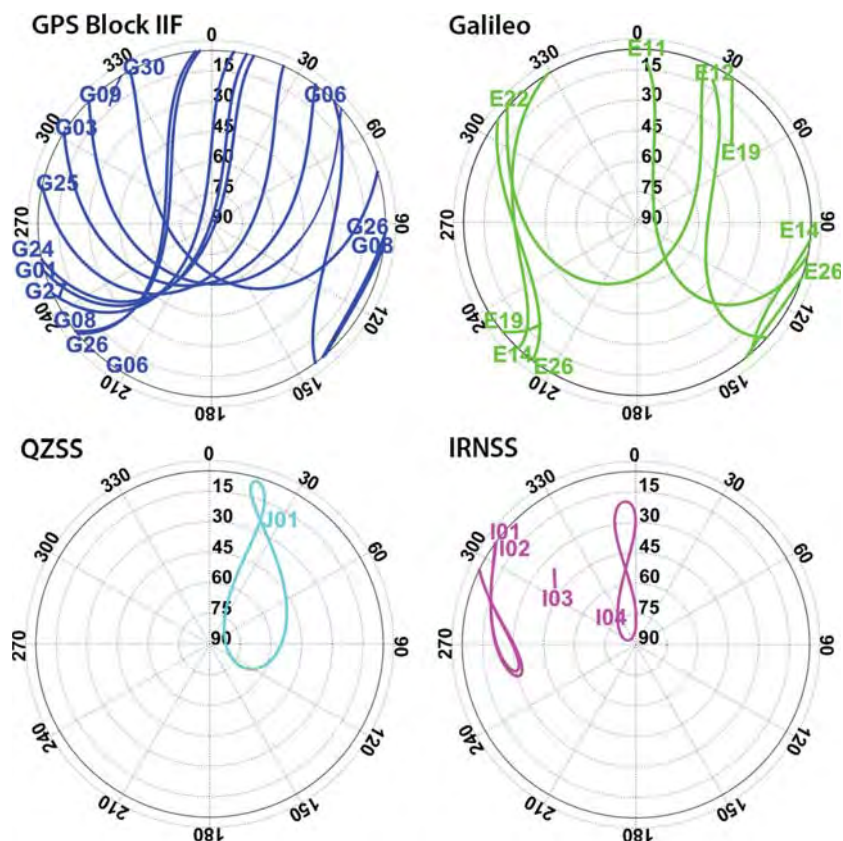 GPS Block IIF
0
30
60
90
120
150
180
210
240
270
300
330
15
30
45
60
75
90
G30
G09
G03
G25
G24
G01
G2
G08
G26
G06
G06
G26
G08
Galileo
0
30
60
90
120
150
180
210
240
270
300
330
15
30
45
60
75
90
E11
E12
E22
E19
E14
E26
E19
E14
E26
QZSS
0
30
60
90
120
150
180
210
240
270
300
330
15
30
45
60
75
90
J01
IRNSS
0
30
60
90
120
150
180
210
240
270
300
330
15
30
45
60
75
90
I01
I02
I03
I04